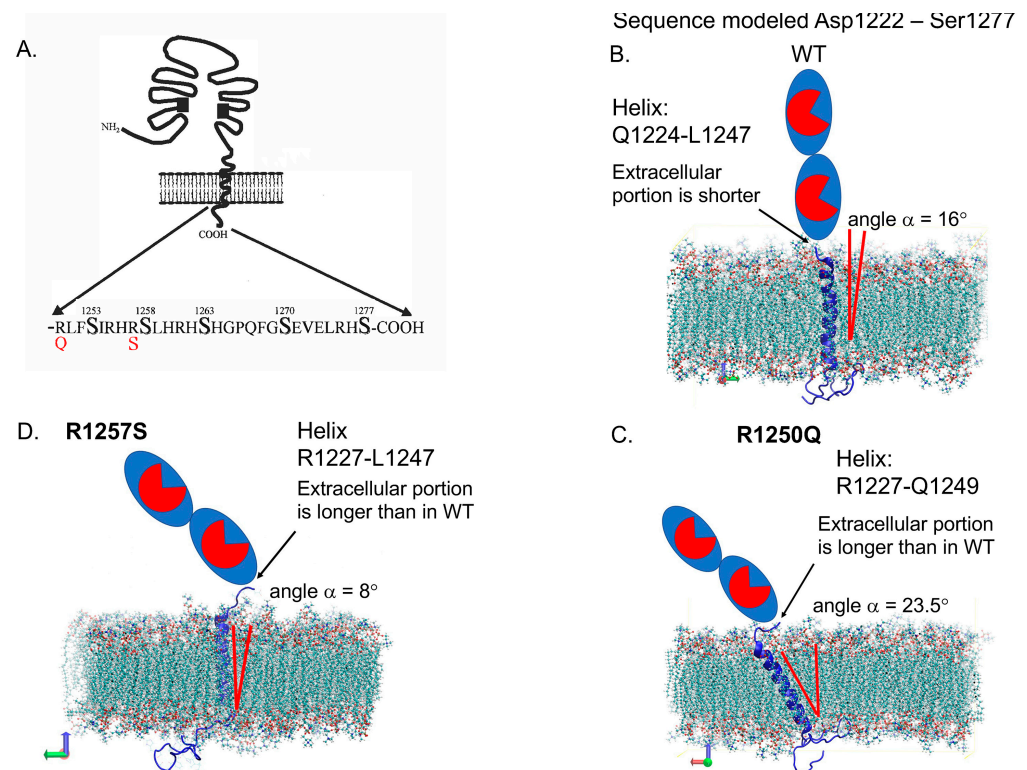 A.
NH2
COOH
1253 1258 1263 1270 1277
-RLFSIRHRSLHRHSHGPQFGSEVELRHS-COOH
Q S
Sequence modeled Asp1222 – Ser1277
B.
WT
Helix:
Q1224-L1247
Extracellular
portion is shorter
angle α = 16°
D. R1257S
Helix
R1227-L1247
Extracellular portion
is longer than in WT
angle α = 8°
C.
R1250Q
Helix:
R1227-Q1249
Extracellular portion
is longer than in WT
angle α = 23.5°